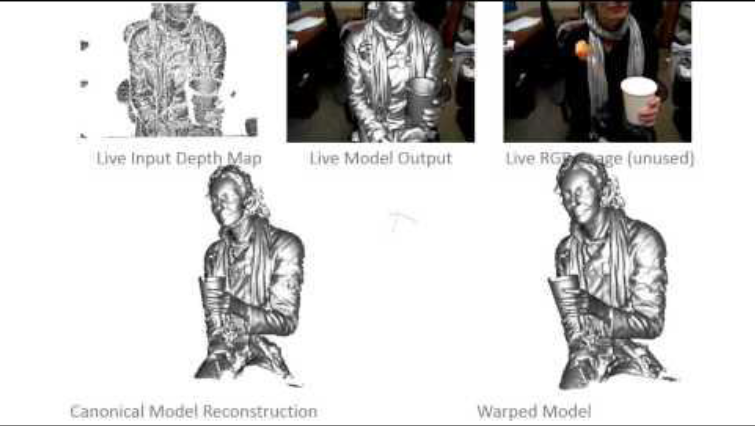 Live Input Depth Map
Live Model Output
Live RGB Image (unused)
Canonical Model Reconstruction
Warped Model